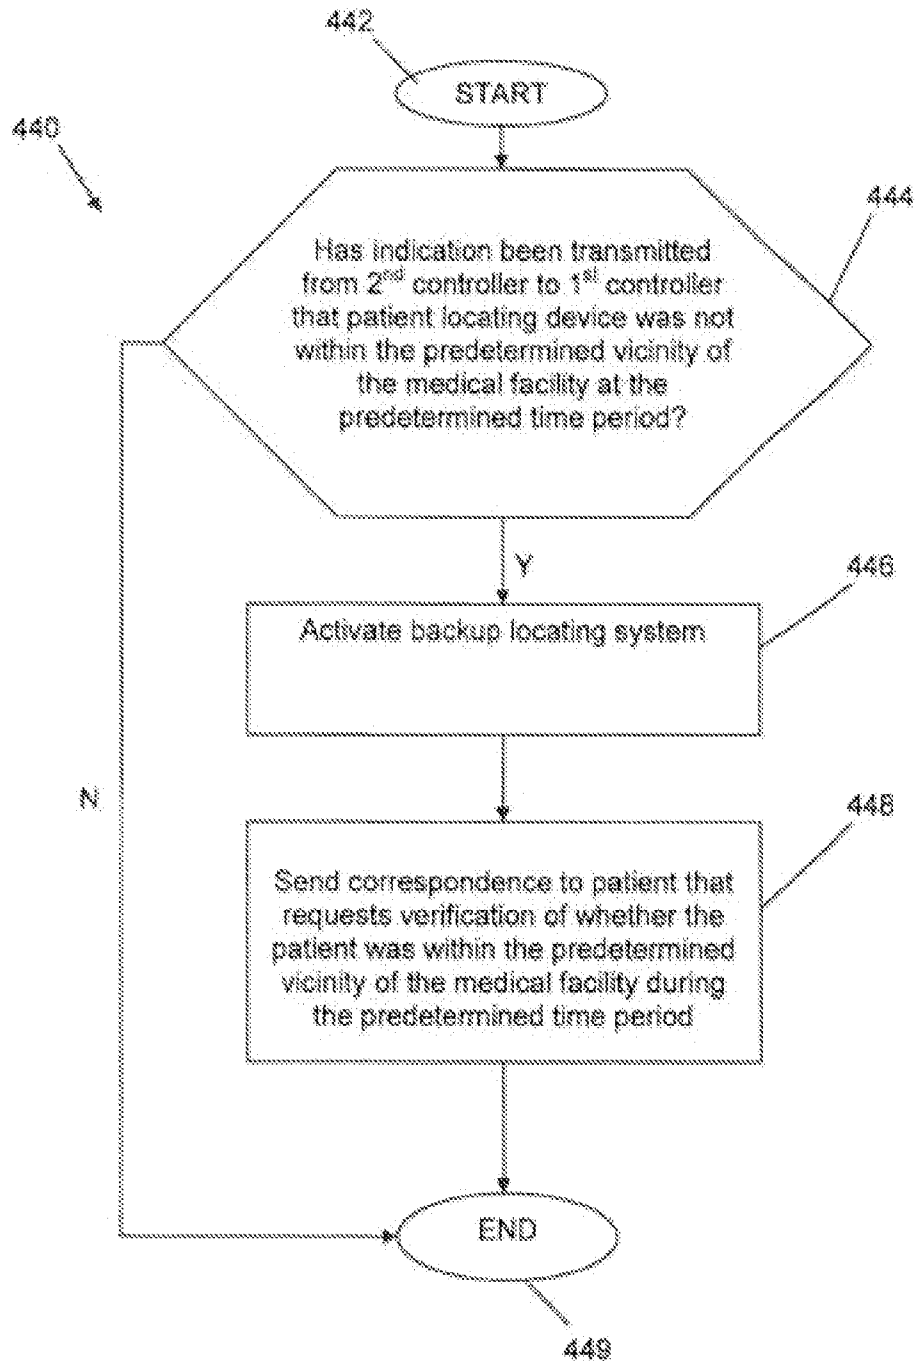 442
START
440
444
Has indication been transmitted
from 2nd controller to 1st controller
that patient locating device was not
within the predetermined vicinity of
the medical facility at the
predetermined time period?
Y
446
Activate backup locating system
N
448
Send correspondence to patient that
requests verification of whether the
patient was within the predetermined
vicinity of the medical facility during
the predetermined time period
END
449